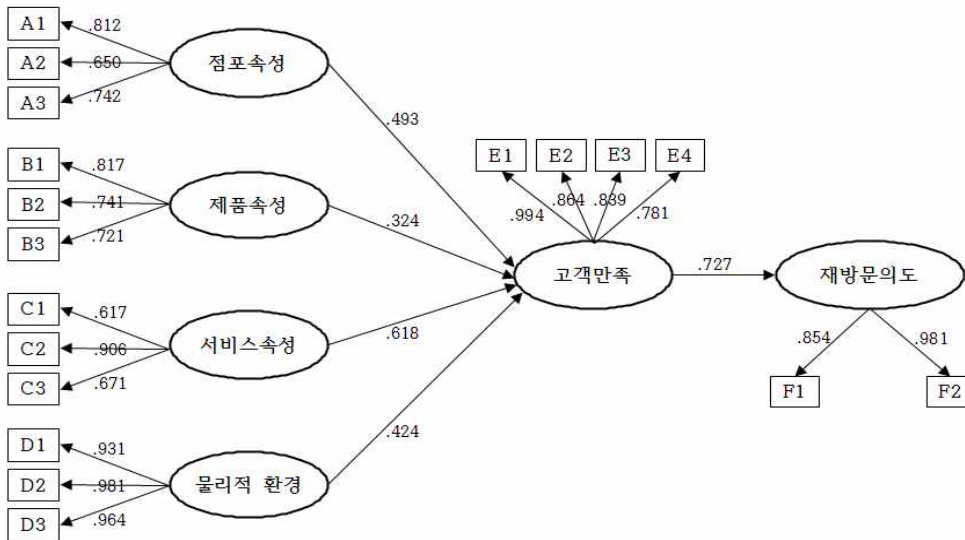 A1
.812
A2
.650
점포속성
A3
.742
.493
B1
.817
B2
.741
제품속성
B3
.721
.324
E1
E2
E3
E4
.994
.864
.839
.781
고객만족
.727
재방문의도
.854
.981
F1
F2
C1
.617
C2
.906
서비스속성
C3
.671
.618
D1
.931
D2
.981
물리적 환경
D3
.964
.424